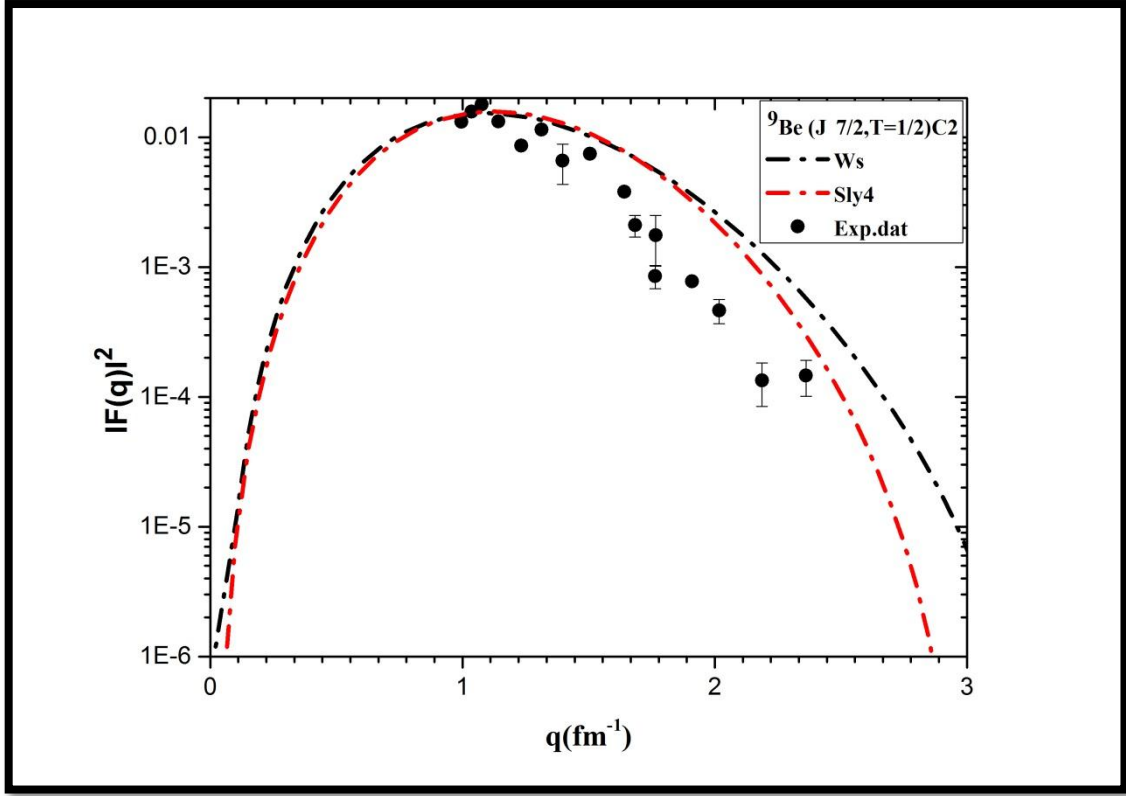 ⁹Be (J 7/2,T=1/2)C2
Ws
Sly4
Exp.dat
0.01
1E-3
1E-4
1E-5
1E-6
IF(q)I²
0 1 2 3
q(fm⁻¹)